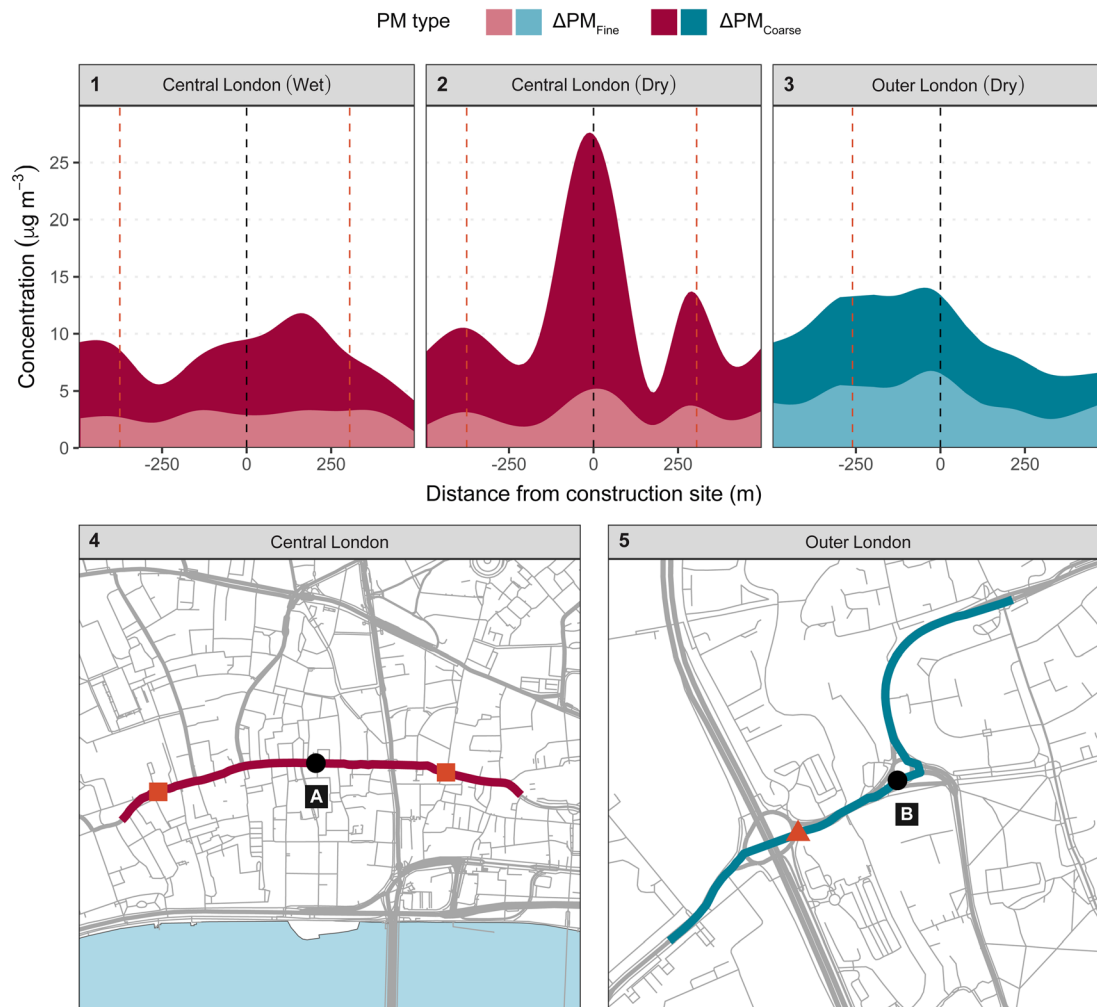 PM type ΔPM_Fine ΔPM_Coarse
1 Central London (Wet)
2 Central London (Dry)
3 Outer London (Dry)
Concentration (μg m⁻³)
25
20
15
10
5
0
-250 0 250
-250 0 250
-250 0 250
Distance from construction site (m)
4 Central London
5 Outer London
A
B